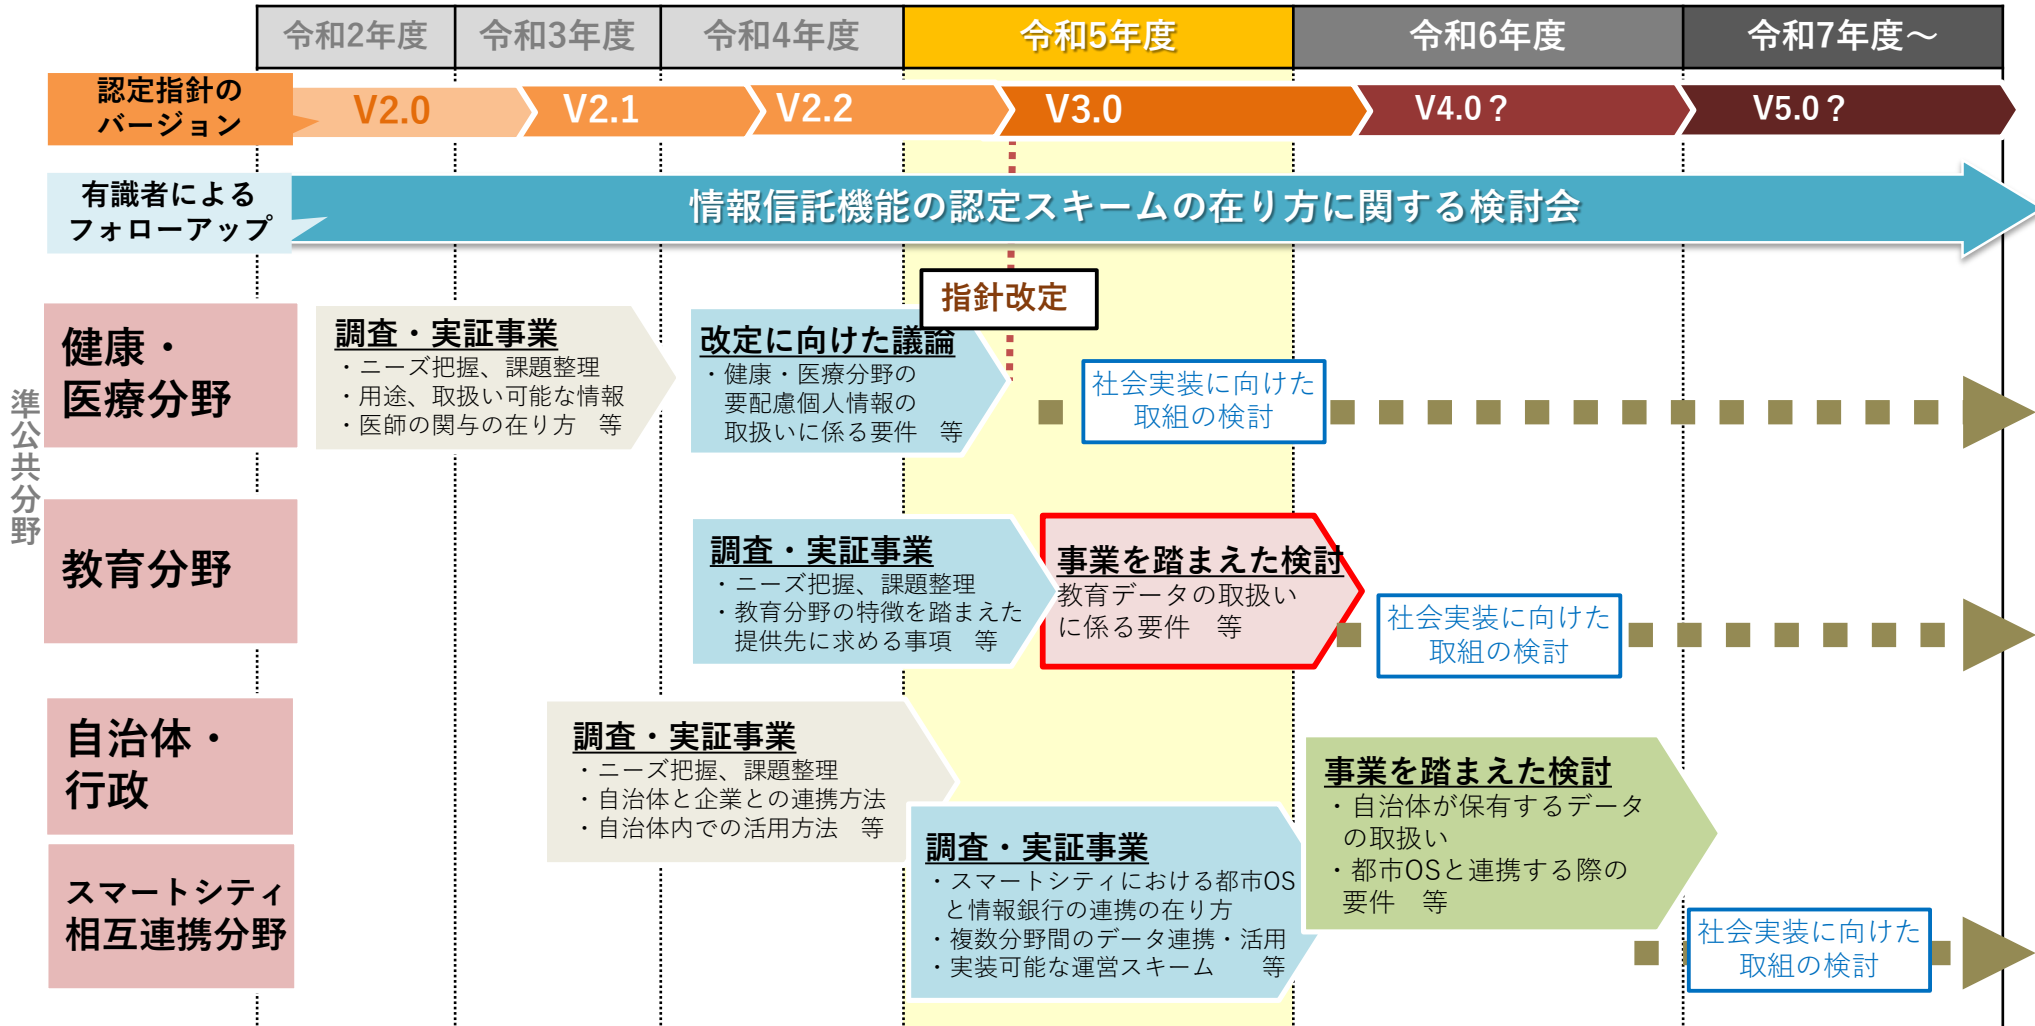 令和2年度
令和3年度
令和4年度
令和5年度
令和6年度
令和7年度～
認定指針の
バージョン
V2.0
V2.1
V2.2
V3.0
V4.0？
V5.0？
有識者による
フォローアップ
情報信託機能の認定スキームの在り方に関する検討会
指針改定
準公共分野
健康・
医療分野
調査・実証事業
・ニーズ把握、課題整理
・用途、取扱い可能な情報
・医師の関与の在り方　等
改定に向けた議論
・健康・医療分野の
要配慮個人情報の
取扱いに係る要件　等
社会実装に向けた
取組の検討
教育分野
調査・実証事業
・ニーズ把握、課題整理
・教育分野の特徴を踏まえた
提供先に求める事項　等
事業を踏まえた検討
教育データの取扱い
に係る要件　等
社会実装に向けた
取組の検討
自治体・
行政
調査・実証事業
・ニーズ把握、課題整理
・自治体と企業との連携方法
・自治体内での活用方法　等
スマートシティ
相互連携分野
調査・実証事業
・スマートシティにおける都市OS
と情報銀行の連携の在り方
・複数分野間のデータ連携・活用
・実装可能な運営スキーム　等
事業を踏まえた検討
・自治体が保有するデータ
の取扱い
・都市OSと連携する際の
要件　等
社会実装に向けた
取組の検討